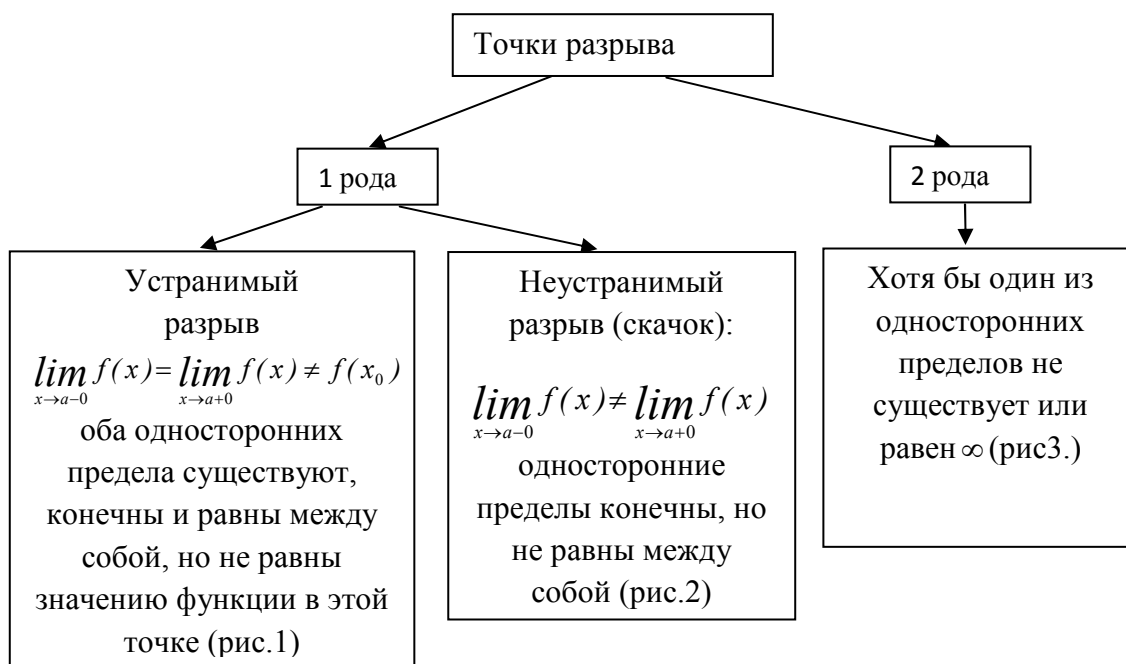 Точки разрыва
1 рода
2 рода
Устранимый
разрыв
lim f(x) = lim f(x) ≠ f(x₀)
x→a−0 x→a+0
оба односторонних
предела существуют,
конечны и равны между
собой, но не равны
значению функции в этой
точке (рис.1)
Неустранимый
разрыв (скачок):
lim f(x) ≠ lim f(x)
x→a−0 x→a+0
односторонние
пределы конечны, но
не равны между
собой (рис.2)
Хотя бы один из
односторонних
пределов не
существует или
равен ∞ (рис3.)